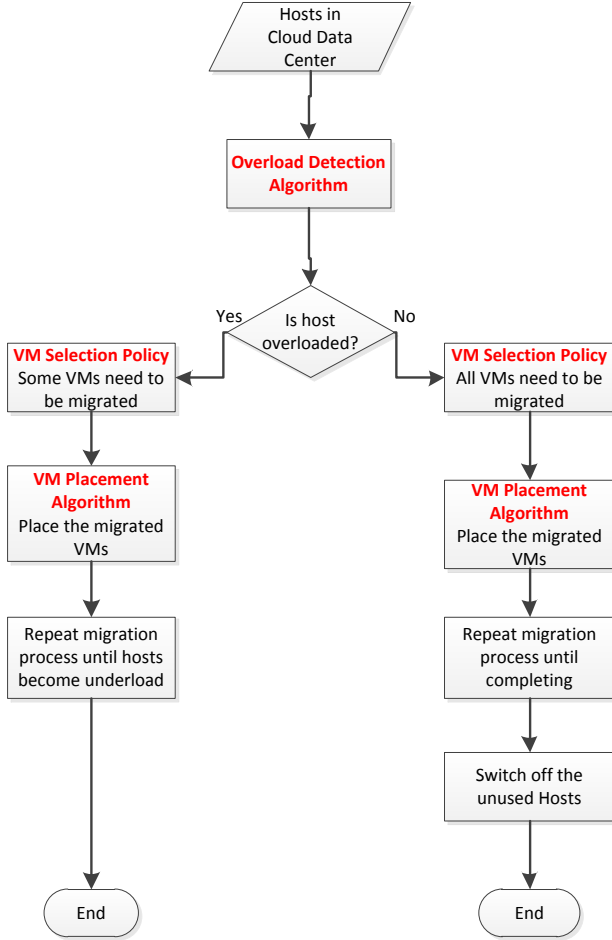 Hosts in
Cloud Data
Center
Overload Detection
Algorithm
Is host
overloaded?
Yes
No
VM Selection Policy
Some VMs need to
be migrated
VM Placement
Algorithm
Place the migrated
VMs
Repeat migration
process until hosts
become underload
End
VM Selection Policy
All VMs need to be
migrated
VM Placement
Algorithm
Place the migrated
VMs
Repeat migration
process until
completing
Switch off the
unused Hosts
End